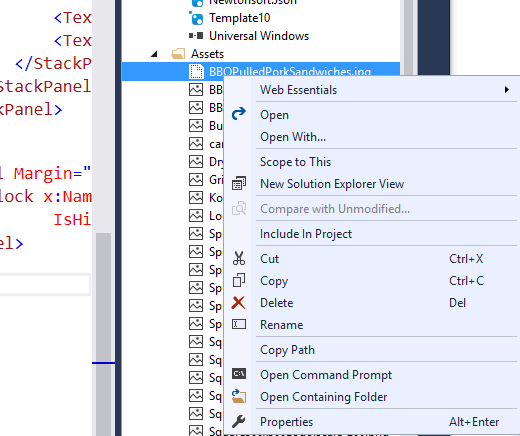 Newtonsoft.Json
<Tex
Template10
<Tex
Universal Windows
</StackP
Assets
StackPanel
BBQPulledPorkSandwiches.jpg
kPanel>
BB
BB
Bu
car
Dry
l Margin="
Gri
lock x:Nam
Ko
IsHi
Lo
el>
Sp
Sp
Sp
Sp
Sp
Sq
Sq
Sq
Sq
Web Essentials
Open
Open With...
Scope to This
New Solution Explorer View
Compare with Unmodified...
Include In Project
Cut Ctrl+X
Copy Ctrl+C
Delete Del
Rename
Copy Path
Open Command Prompt
Open Containing Folder
Properties Alt+Enter